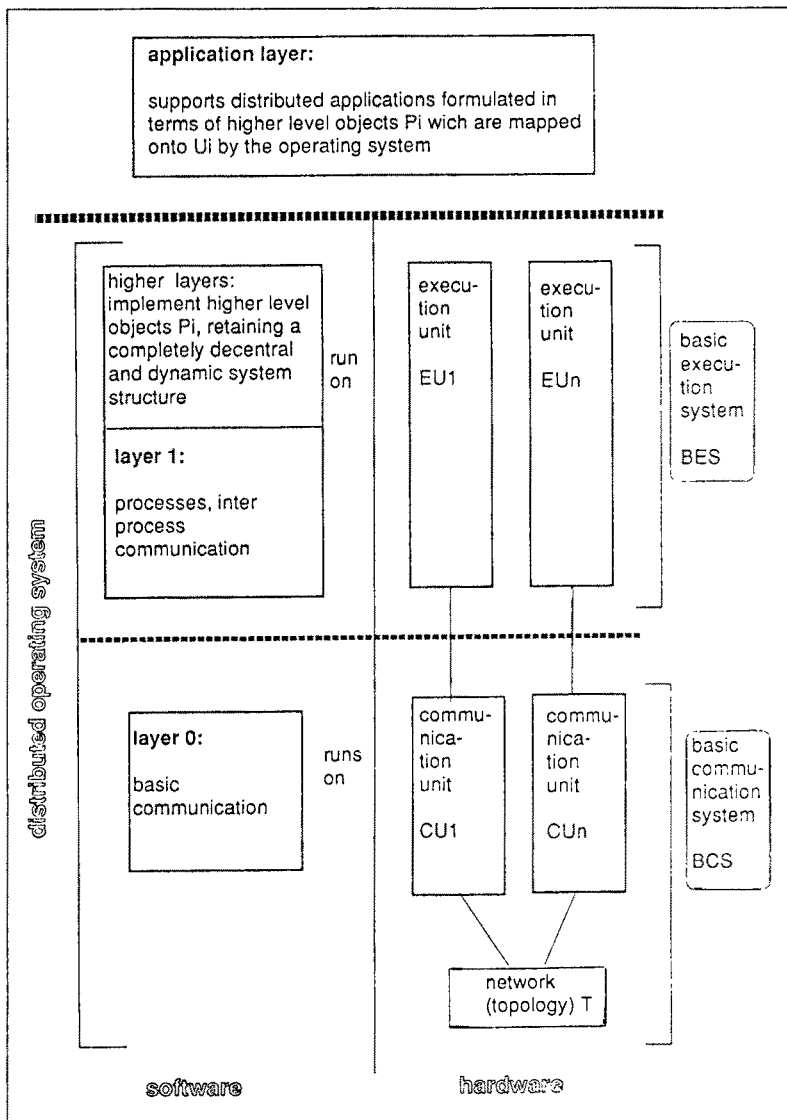 application layer:
supports distributed applications formulated in
terms of higher level objects Pi wich are mapped
onto Ui by the operating system
higher layers:
implement higher level
objects Pi, retaining a
completely decentral
and dynamic system
structure
run
on
layer 1:
processes, inter
process
communication
execu-
tion
unit
EU1
execu-
tion
unit
EUn
basic
execu-
tion
system
BES
distributed operating system
layer 0:
basic
communication
runs
on
commu-
nica-
tion
unit
CU1
commu-
nica-
tion
unit
CUn
basic
commu-
nication
system
BCS
network
(topology) T
software
hardware